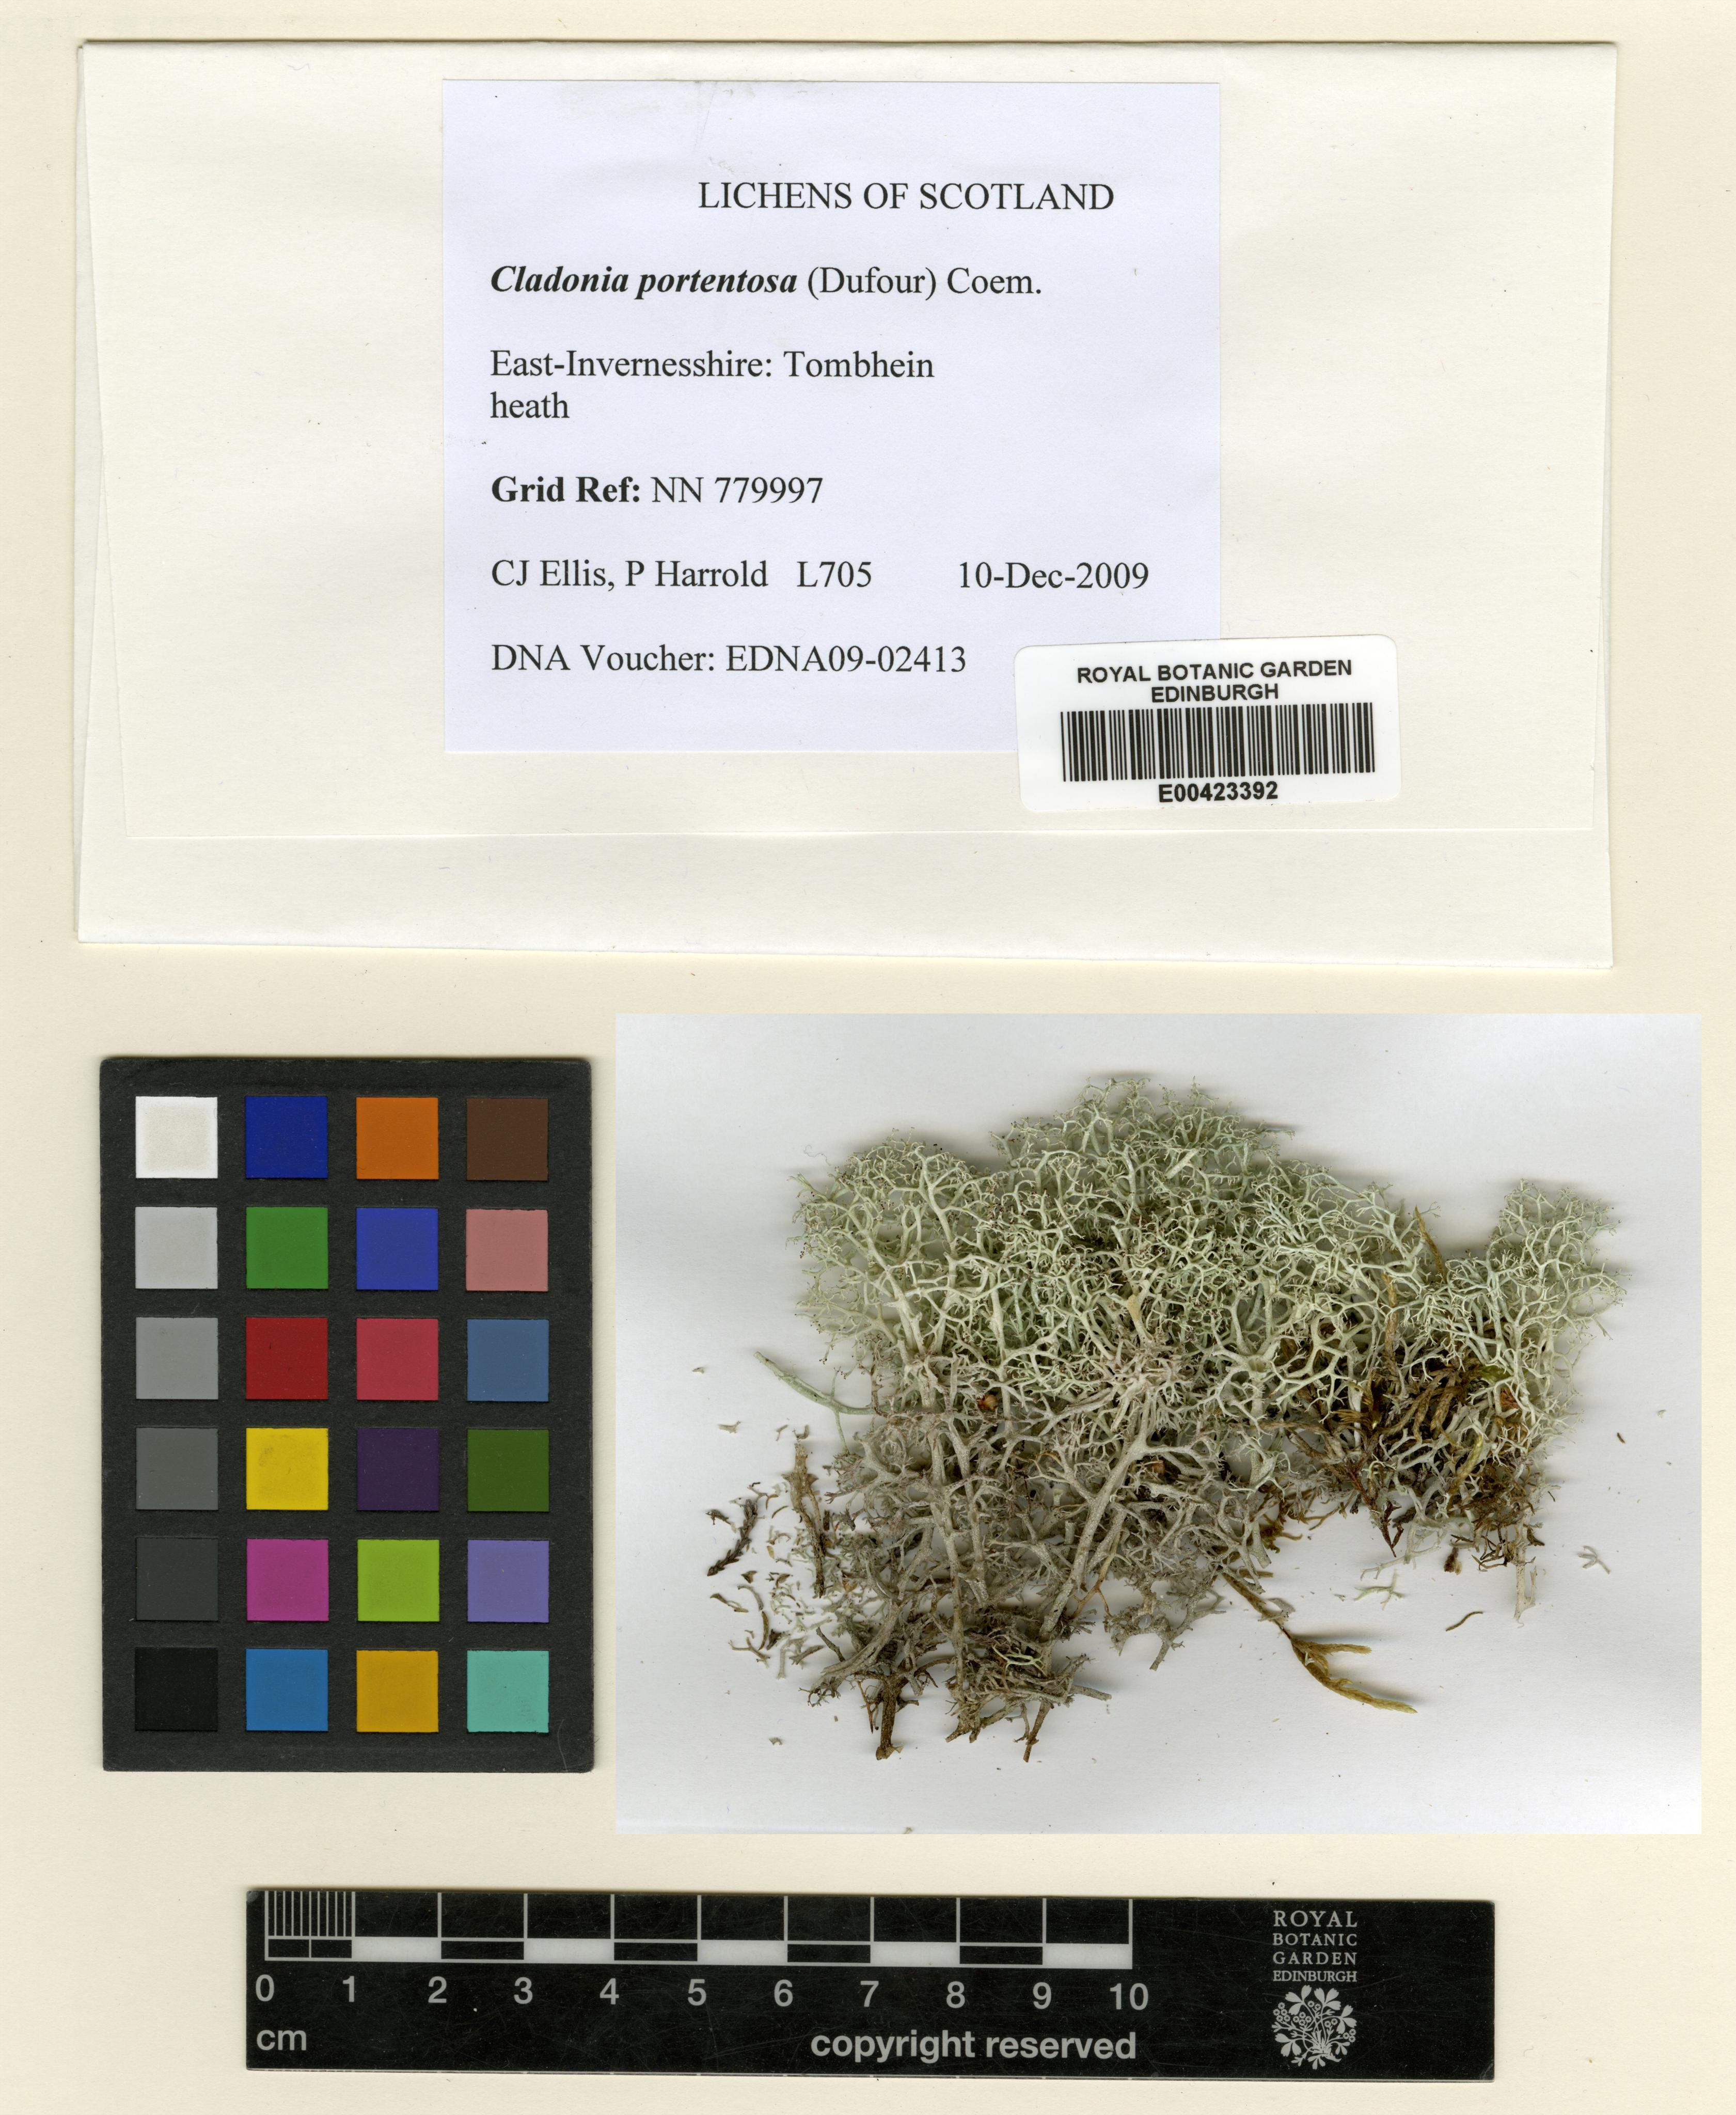 LICHENS OF SCOTLAND
Cladonia portentosa (Dufour) Coem.
East-Invernesshire: Tombhein
heath
Grid Ref: NN 779997
CJ Ellis, P Harrold L705 10-Dec-2009
DNA Voucher: EDNA09-02413
ROYAL BOTANIC GARDEN
EDINBURGH
E00423392
0 1 2 3 4 5 6 7 8 9 10
cm
copyright reserved
ROYAL
BOTANIC
GARDEN
EDINBURGH